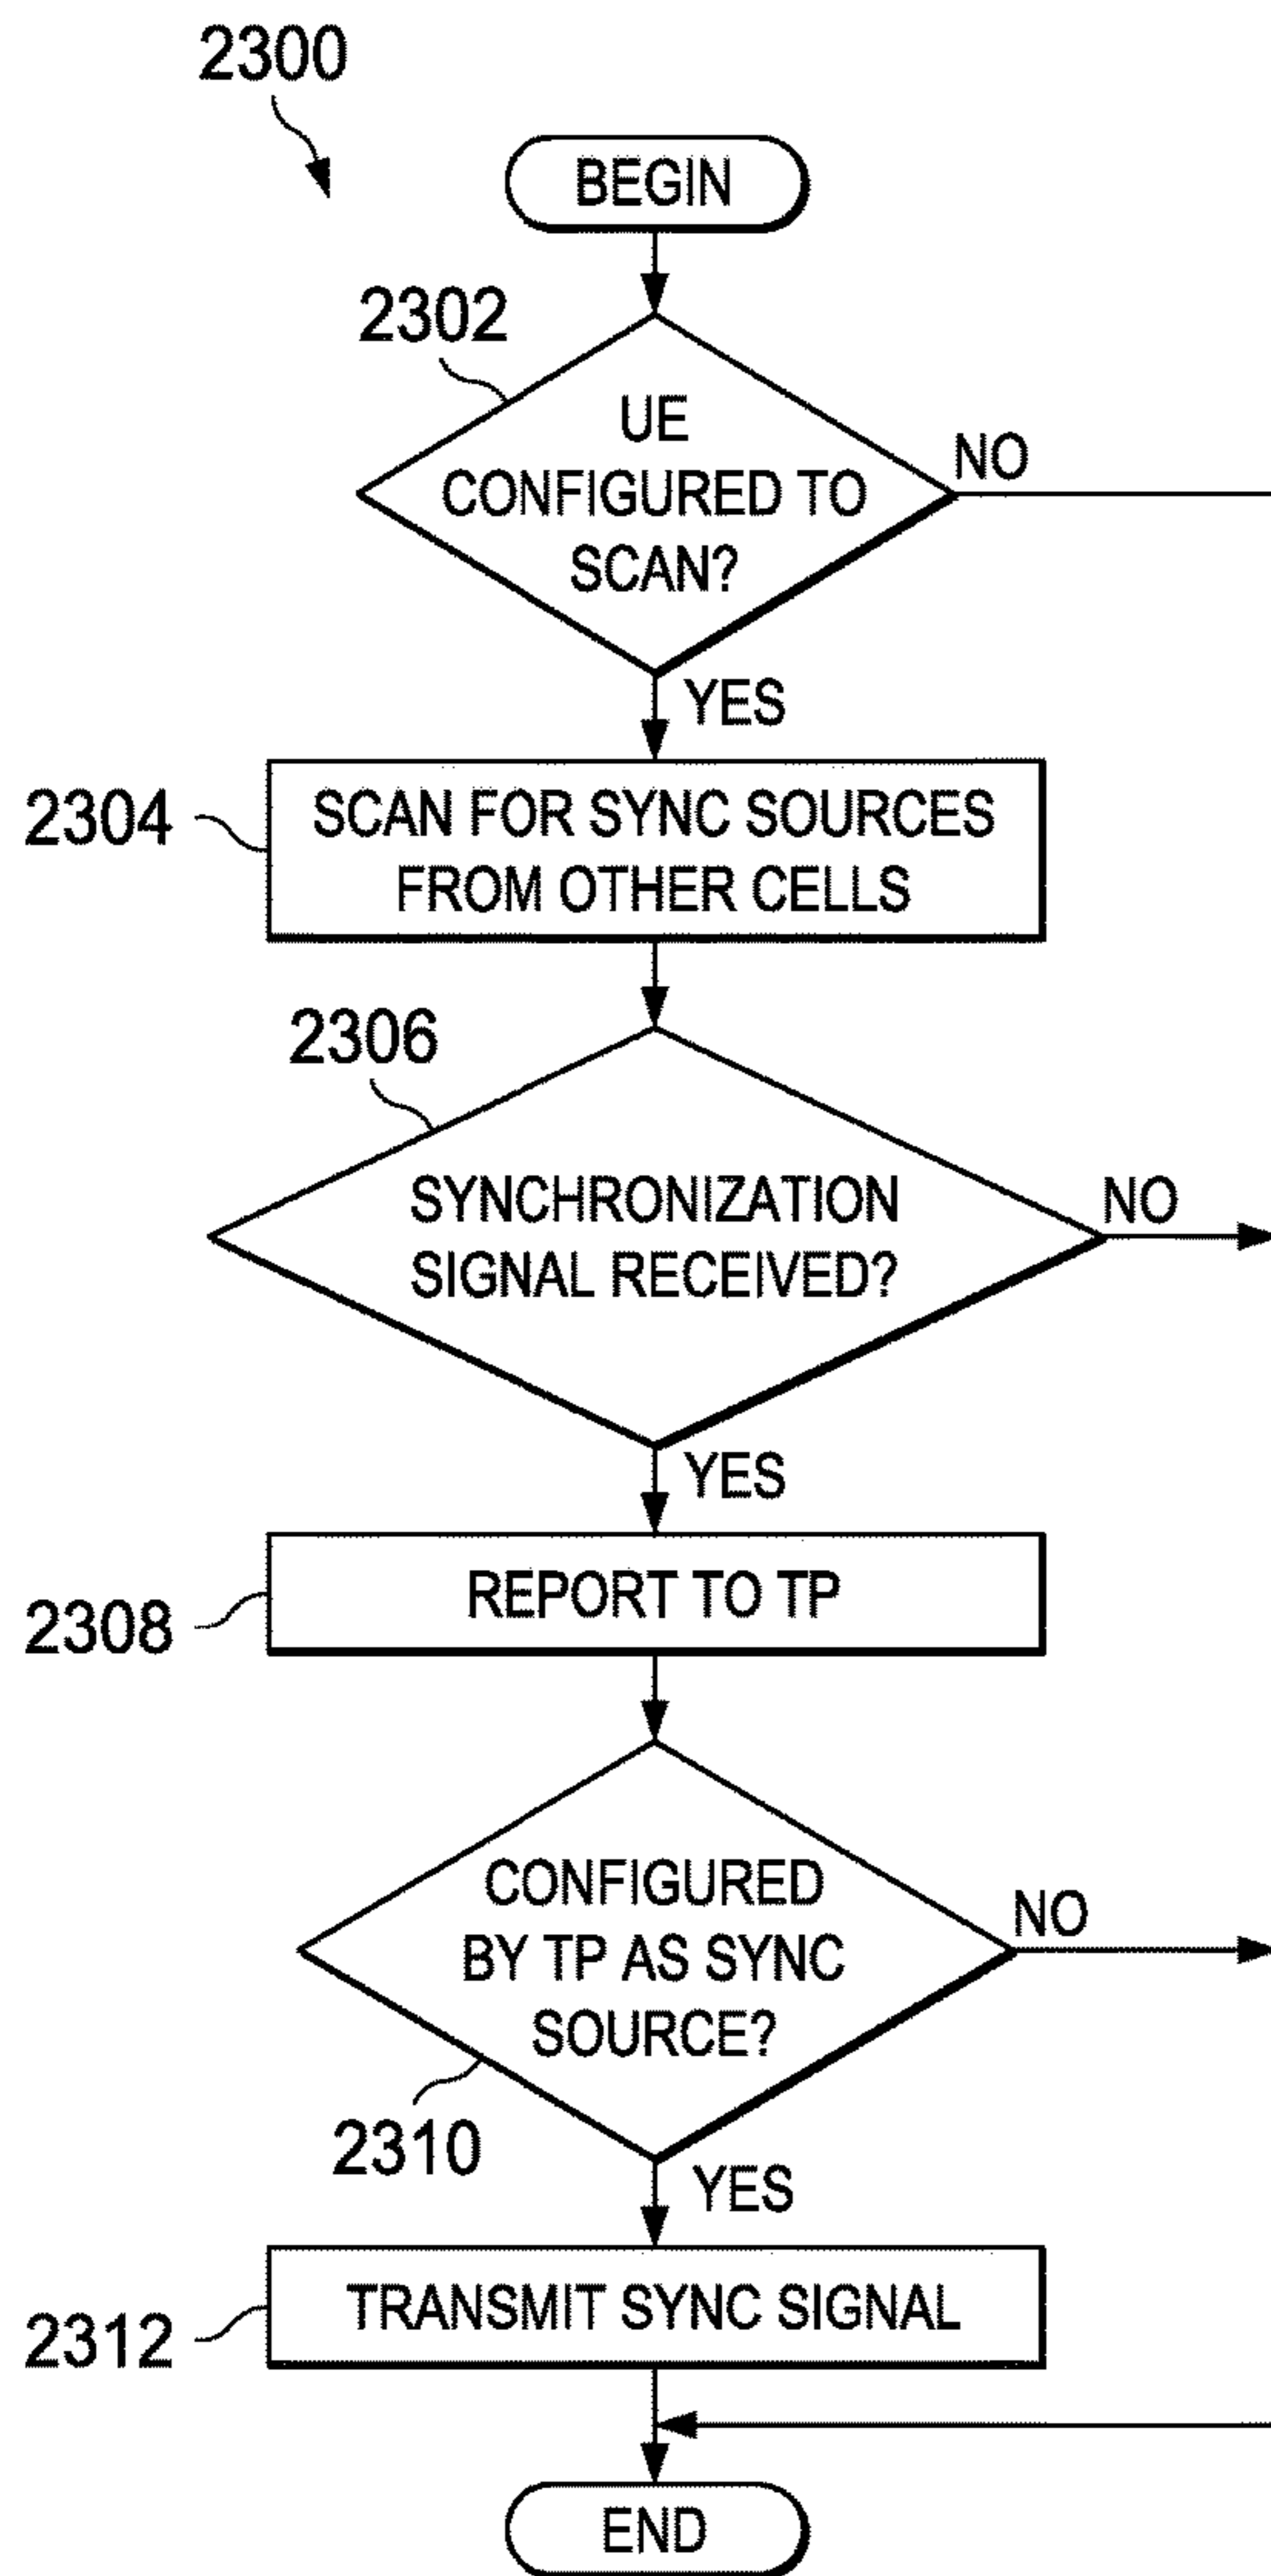 2300
BEGIN
2302
UE
CONFIGURED TO
SCAN?
NO
YES
2304
SCAN FOR SYNC SOURCES
FROM OTHER CELLS
2306
SYNCHRONIZATION
SIGNAL RECEIVED?
NO
YES
2308
REPORT TO TP
CONFIGURED
BY TP AS SYNC
SOURCE?
NO
2310
YES
2312
TRANSMIT SYNC SIGNAL
END